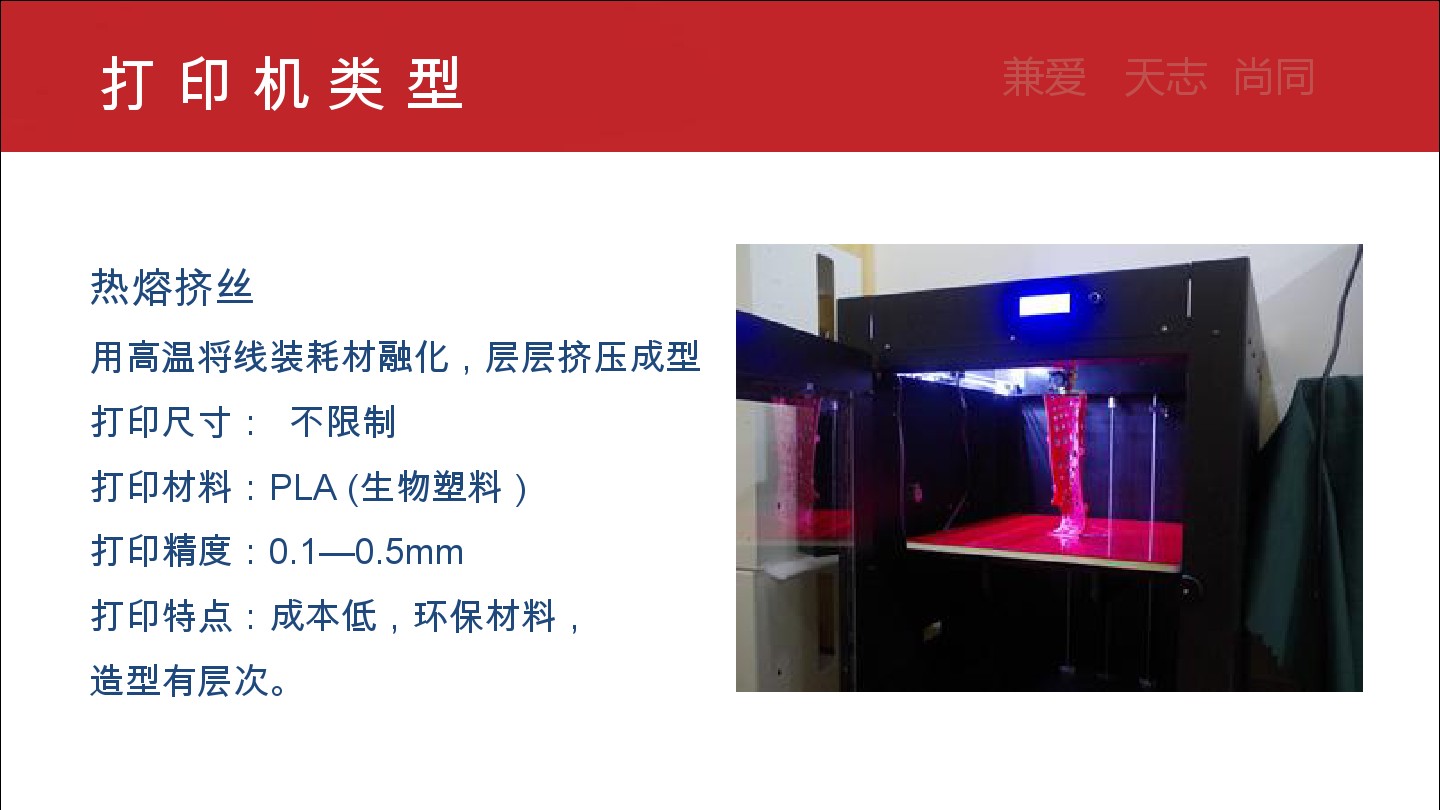 打印机类型
兼爱 天志 尚同
热熔挤丝
用高温将线装耗材融化，层层挤压成型
打印尺寸： 不限制
打印材料：PLA (生物塑料）
打印精度：0.1—0.5mm
打印特点：成本低，环保材料，
造型有层次。